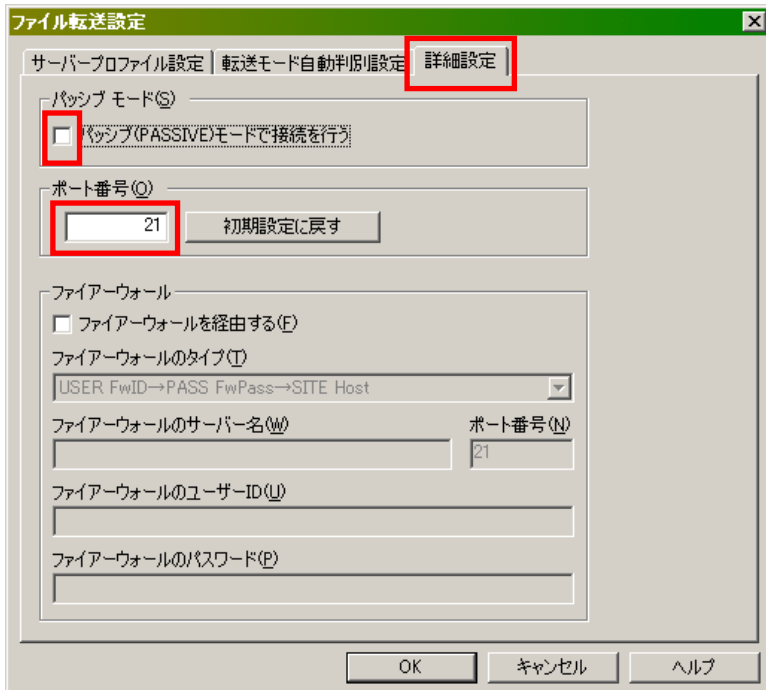 ファイル転送設定
サーバープロファイル設定 転送モード自動判別設定 詳細設定
パッシブ モード(S)
パッシブ(PASSIVE)モードで接続を行う
ポート番号(O)
21 初期設定に戻す
ファイアーウォール
ファイアーウォールを経由する(F)
ファイアーウォールのタイプ(T)
USER FwID→PASS FwPass→SITE Host
ファイアーウォールのサーバー名(W) ポート番号(N)
21
ファイアーウォールのユーザーID(U)
ファイアーウォールのパスワード(P)
OK キャンセル ヘルプ